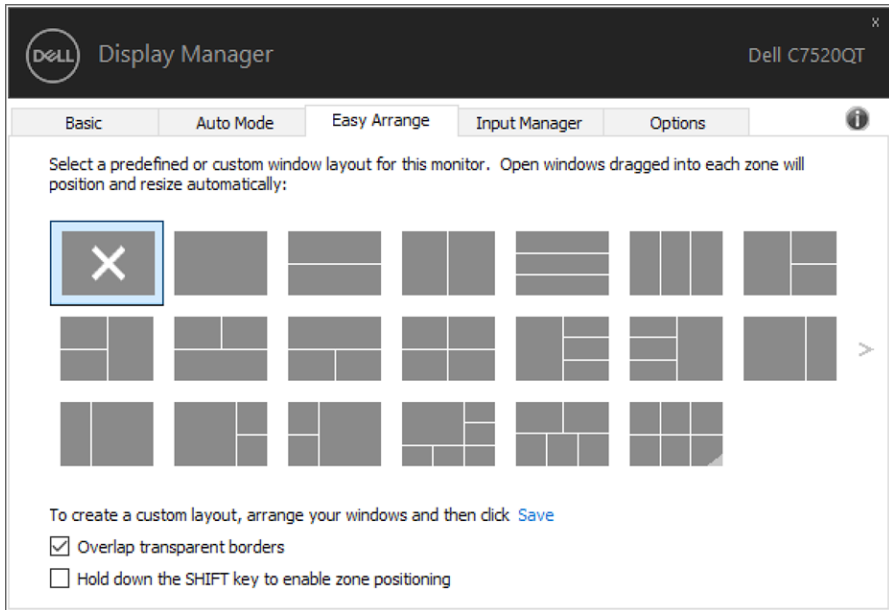 x
DELL Display Manager Dell C7520QT
Basic Auto Mode Easy Arrange Input Manager Options i
Select a predefined or custom window layout for this monitor. Open windows dragged into each zone will
position and resize automatically:
>
To create a custom layout, arrange your windows and then click Save
Overlap transparent borders
Hold down the SHIFT key to enable zone positioning